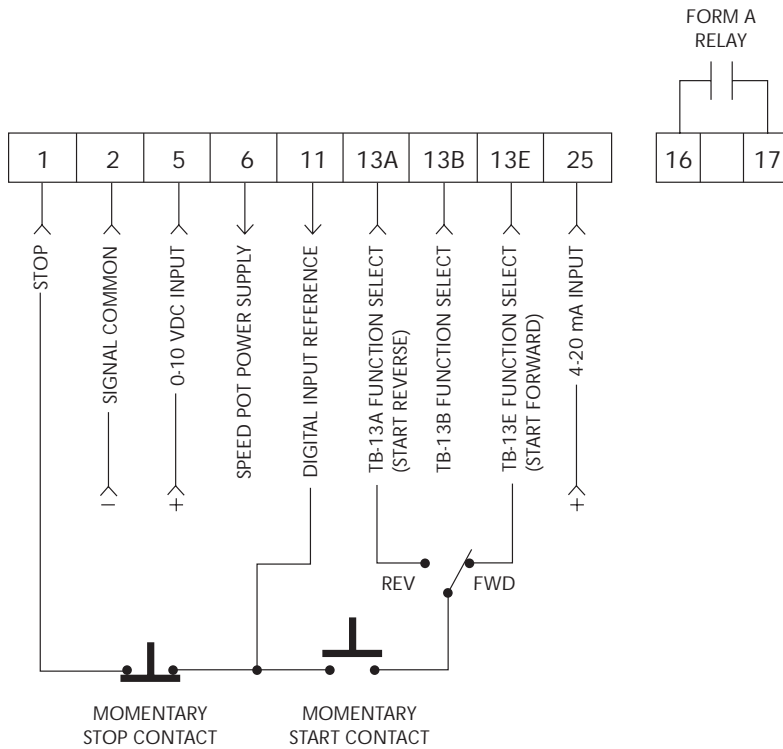 FORM A
RELAY
1 2 5 6 11 13A 13B 13E 25 16 17
STOP
SIGNAL COMMON
0-10 VDC INPUT
SPEED POT POWER SUPPLY
DIGITAL INPUT REFERENCE
TB-13A FUNCTION SELECT
(START REVERSE)
TB-13B FUNCTION SELECT
TB-13E FUNCTION SELECT
(START FORWARD)
4-20 mA INPUT
− + +
REV FWD
MOMENTARY
STOP CONTACT
MOMENTARY
START CONTACT